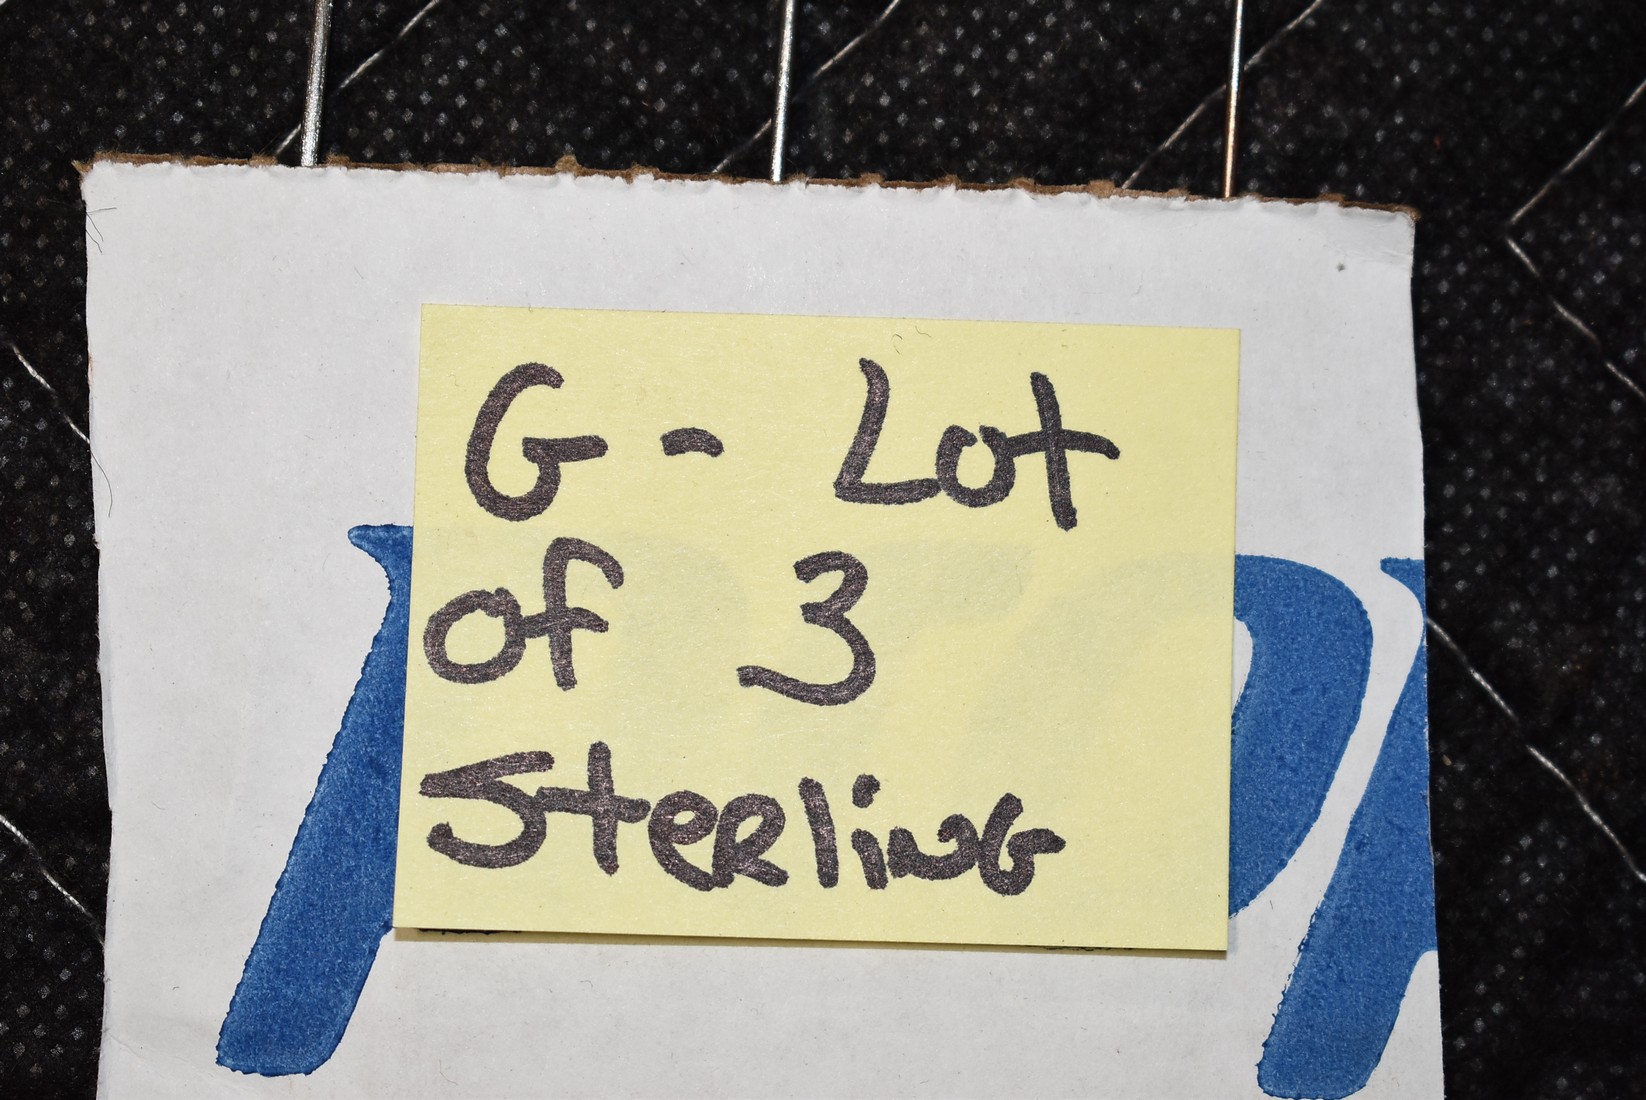 G - Lot
of 3
SterliNG